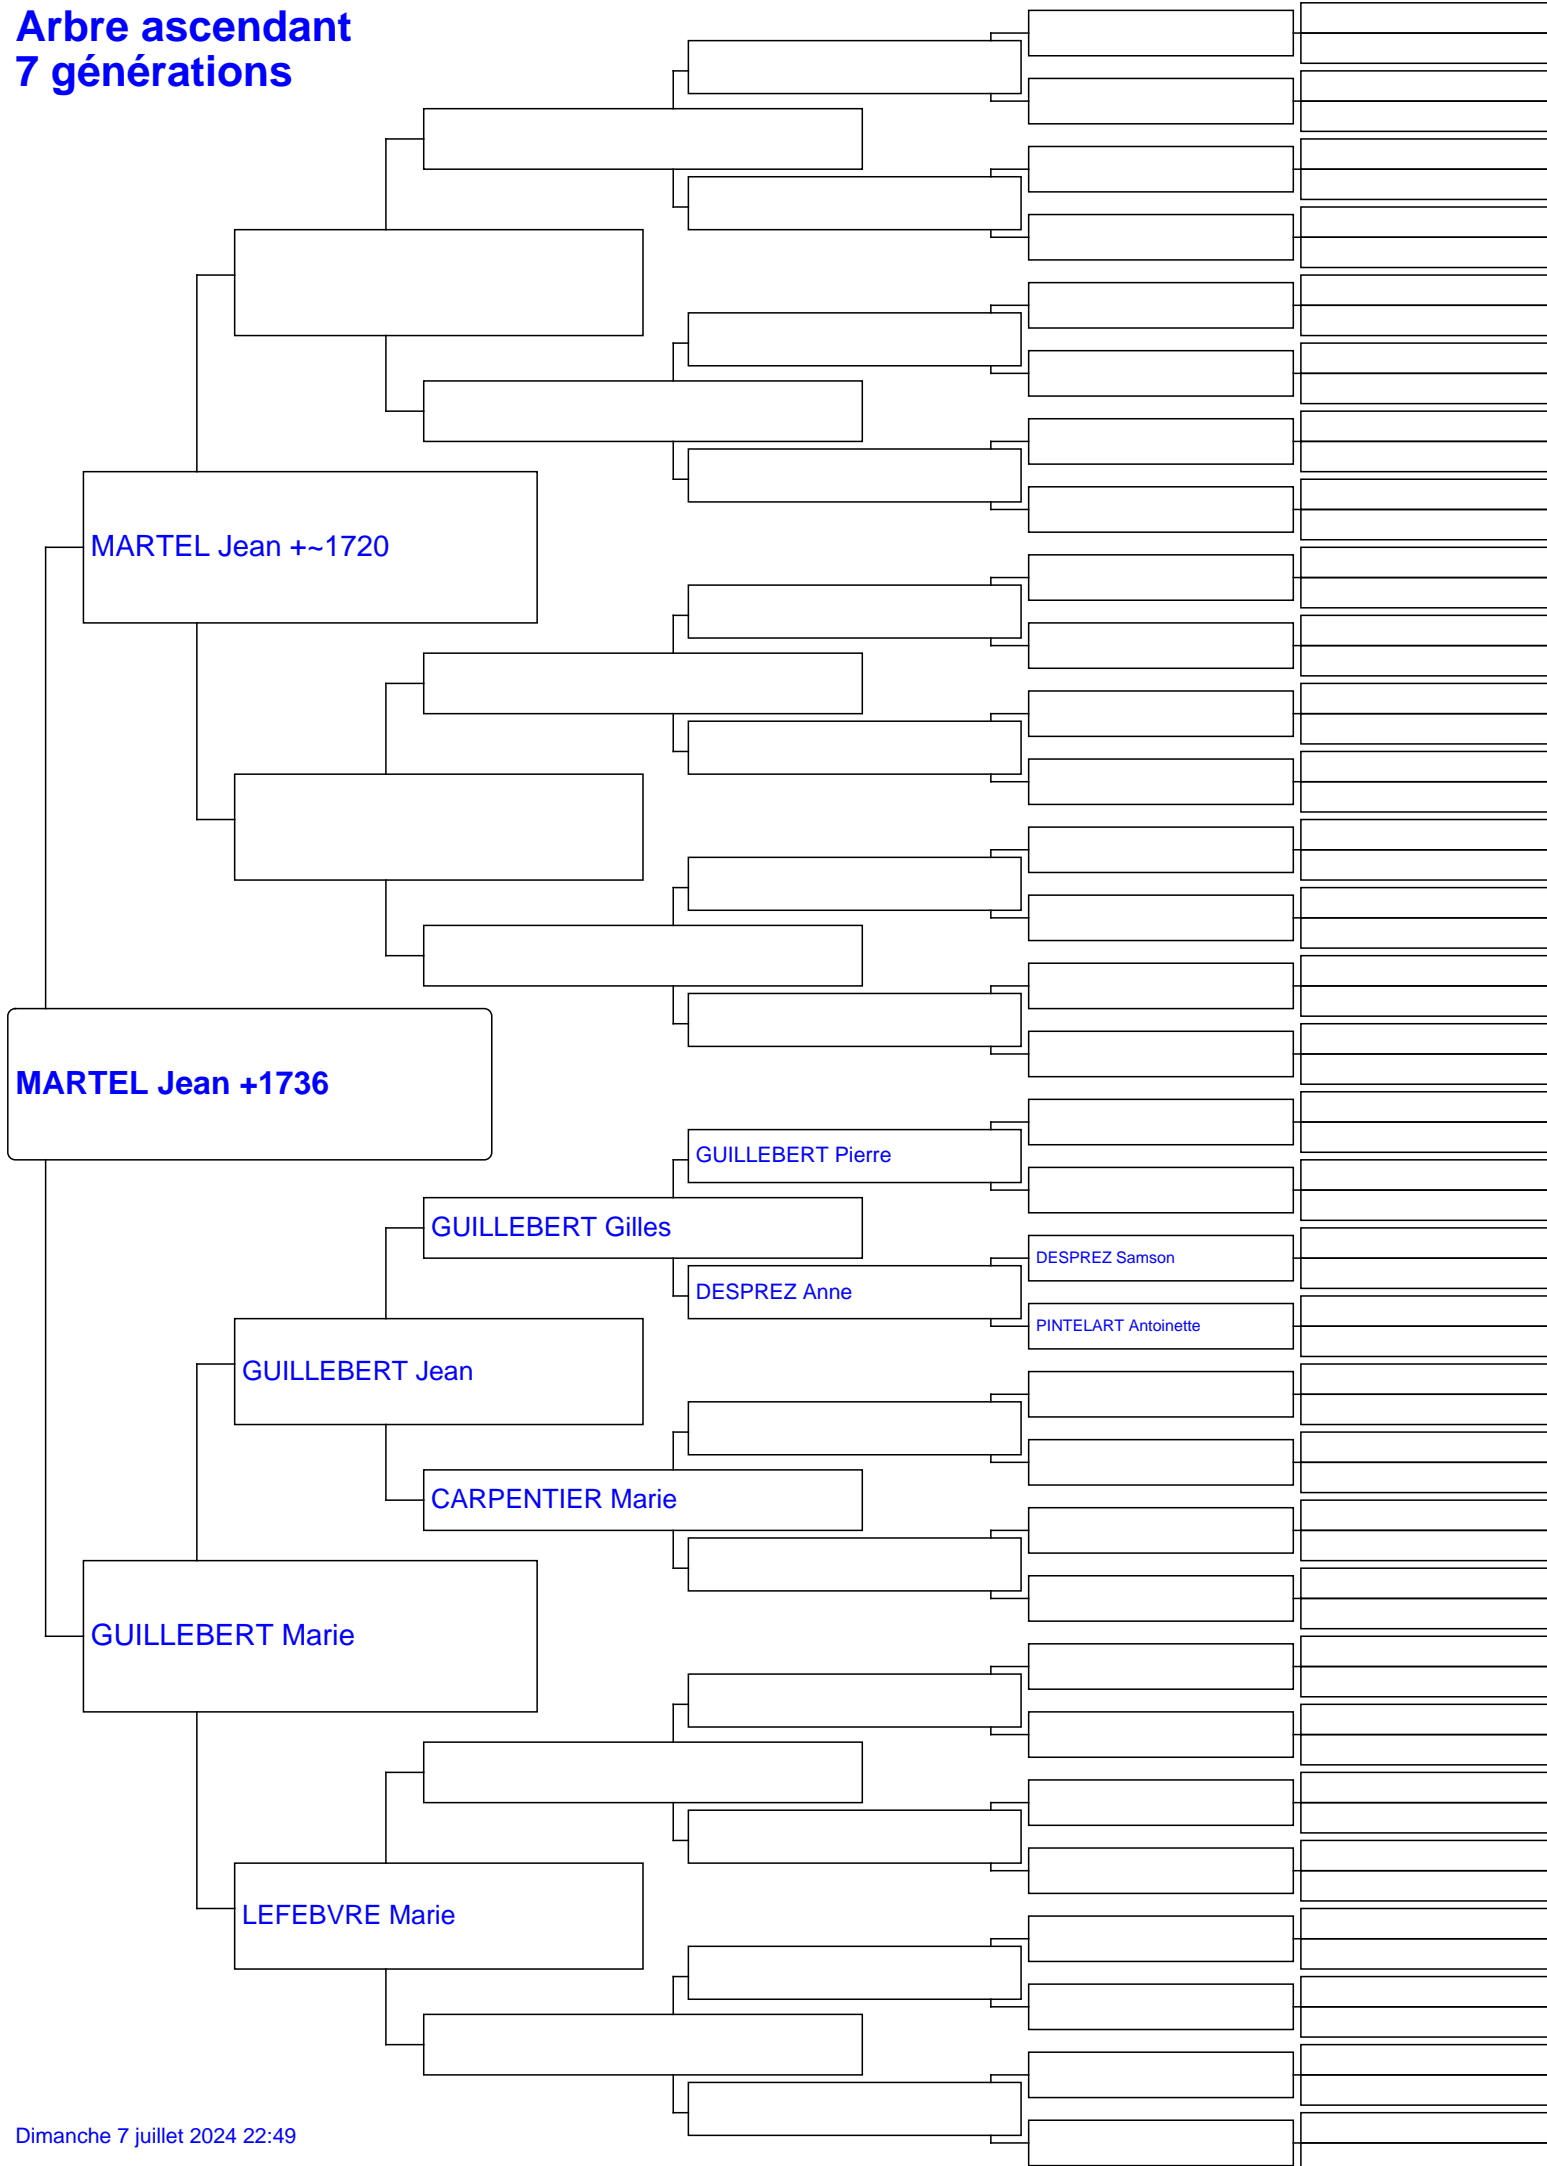 Arbre ascendant
7 générations
MARTEL Jean +~1720
MARTEL Jean +1736
GUILLEBERT Pierre
GUILLEBERT Gilles
DESPREZ Samson
DESPREZ Anne
PINTELART Antoinette
GUILLEBERT Jean
CARPENTIER Marie
GUILLEBERT Marie
LEFEBVRE Marie
Dimanche 7 juillet 2024 22:49